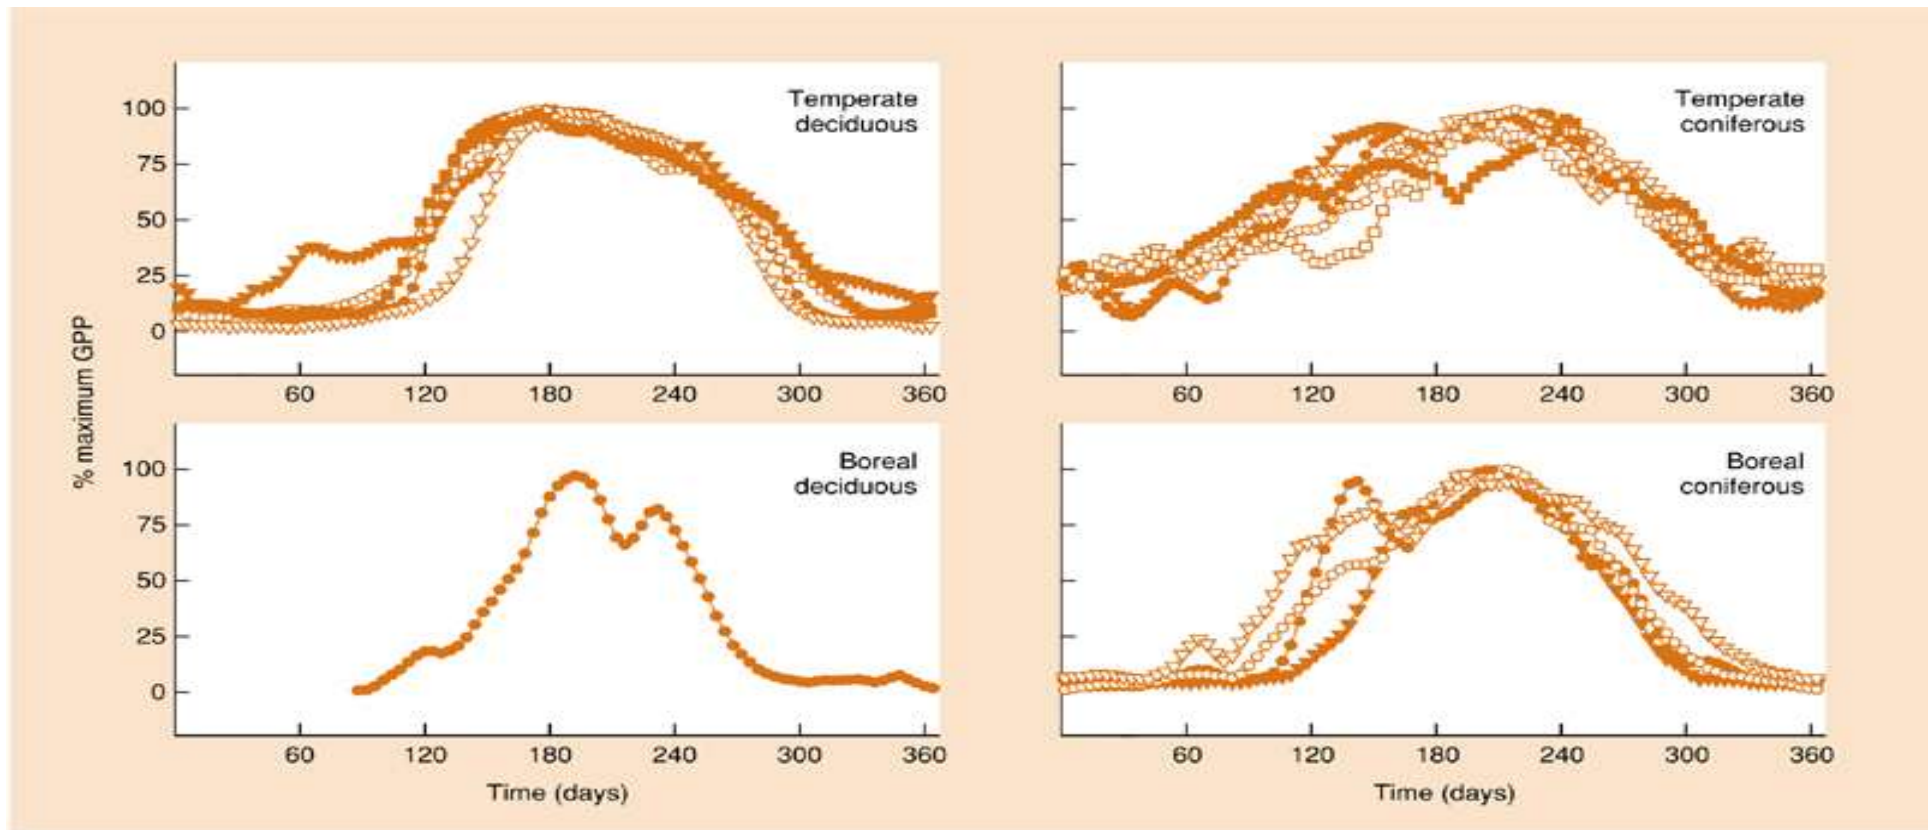 % maximum GPP
100
75
50
25
0
Temperate
deciduous
60 120 180 240 300 360
Temperate
coniferous
60 120 180 240 300 360
100
75
50
25
0
Boreal
deciduous
60 120 180 240 300 360
Time (days)
Boreal
coniferous
60 120 180 240 300 360
Time (days)